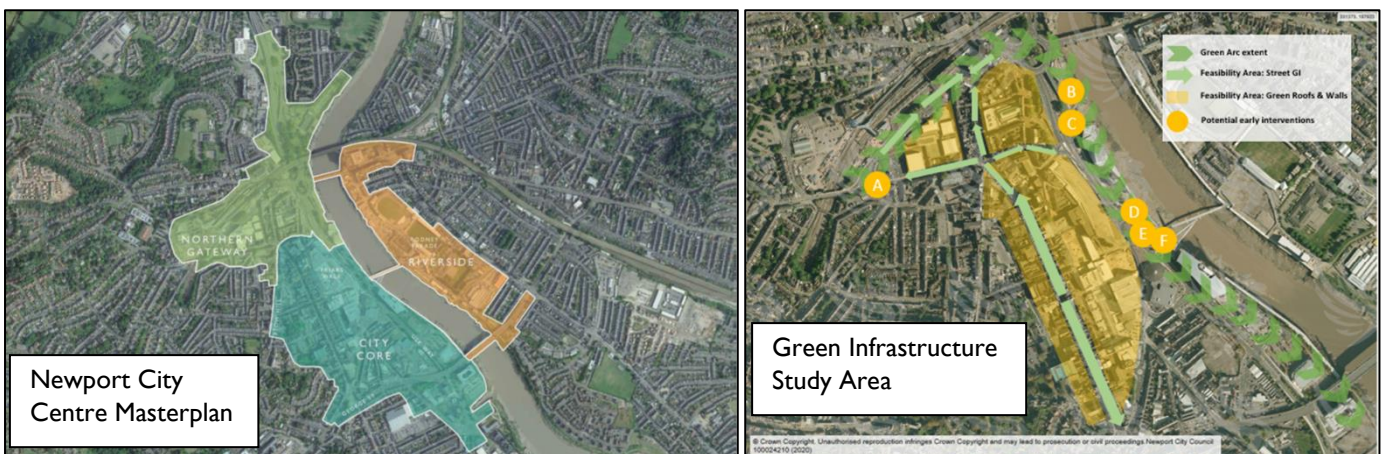 NORTHERN
GATEWAY
RODNEY
PARADE
RIVERSIDE
CITY
CORE
Newport City
Centre Masterplan
Green Arc extent
Feasibility Area: Street GI
Feasibility Area: Green Roofs & Walls
Potential early interventions
A
B
C
D
E
F
Green Infrastructure
Study Area
© Crown Copyright. Unauthorised reproduction infringes Crown Copyright and may lead to prosecution or civil proceedings.Newport City Council
100024210 (2020)